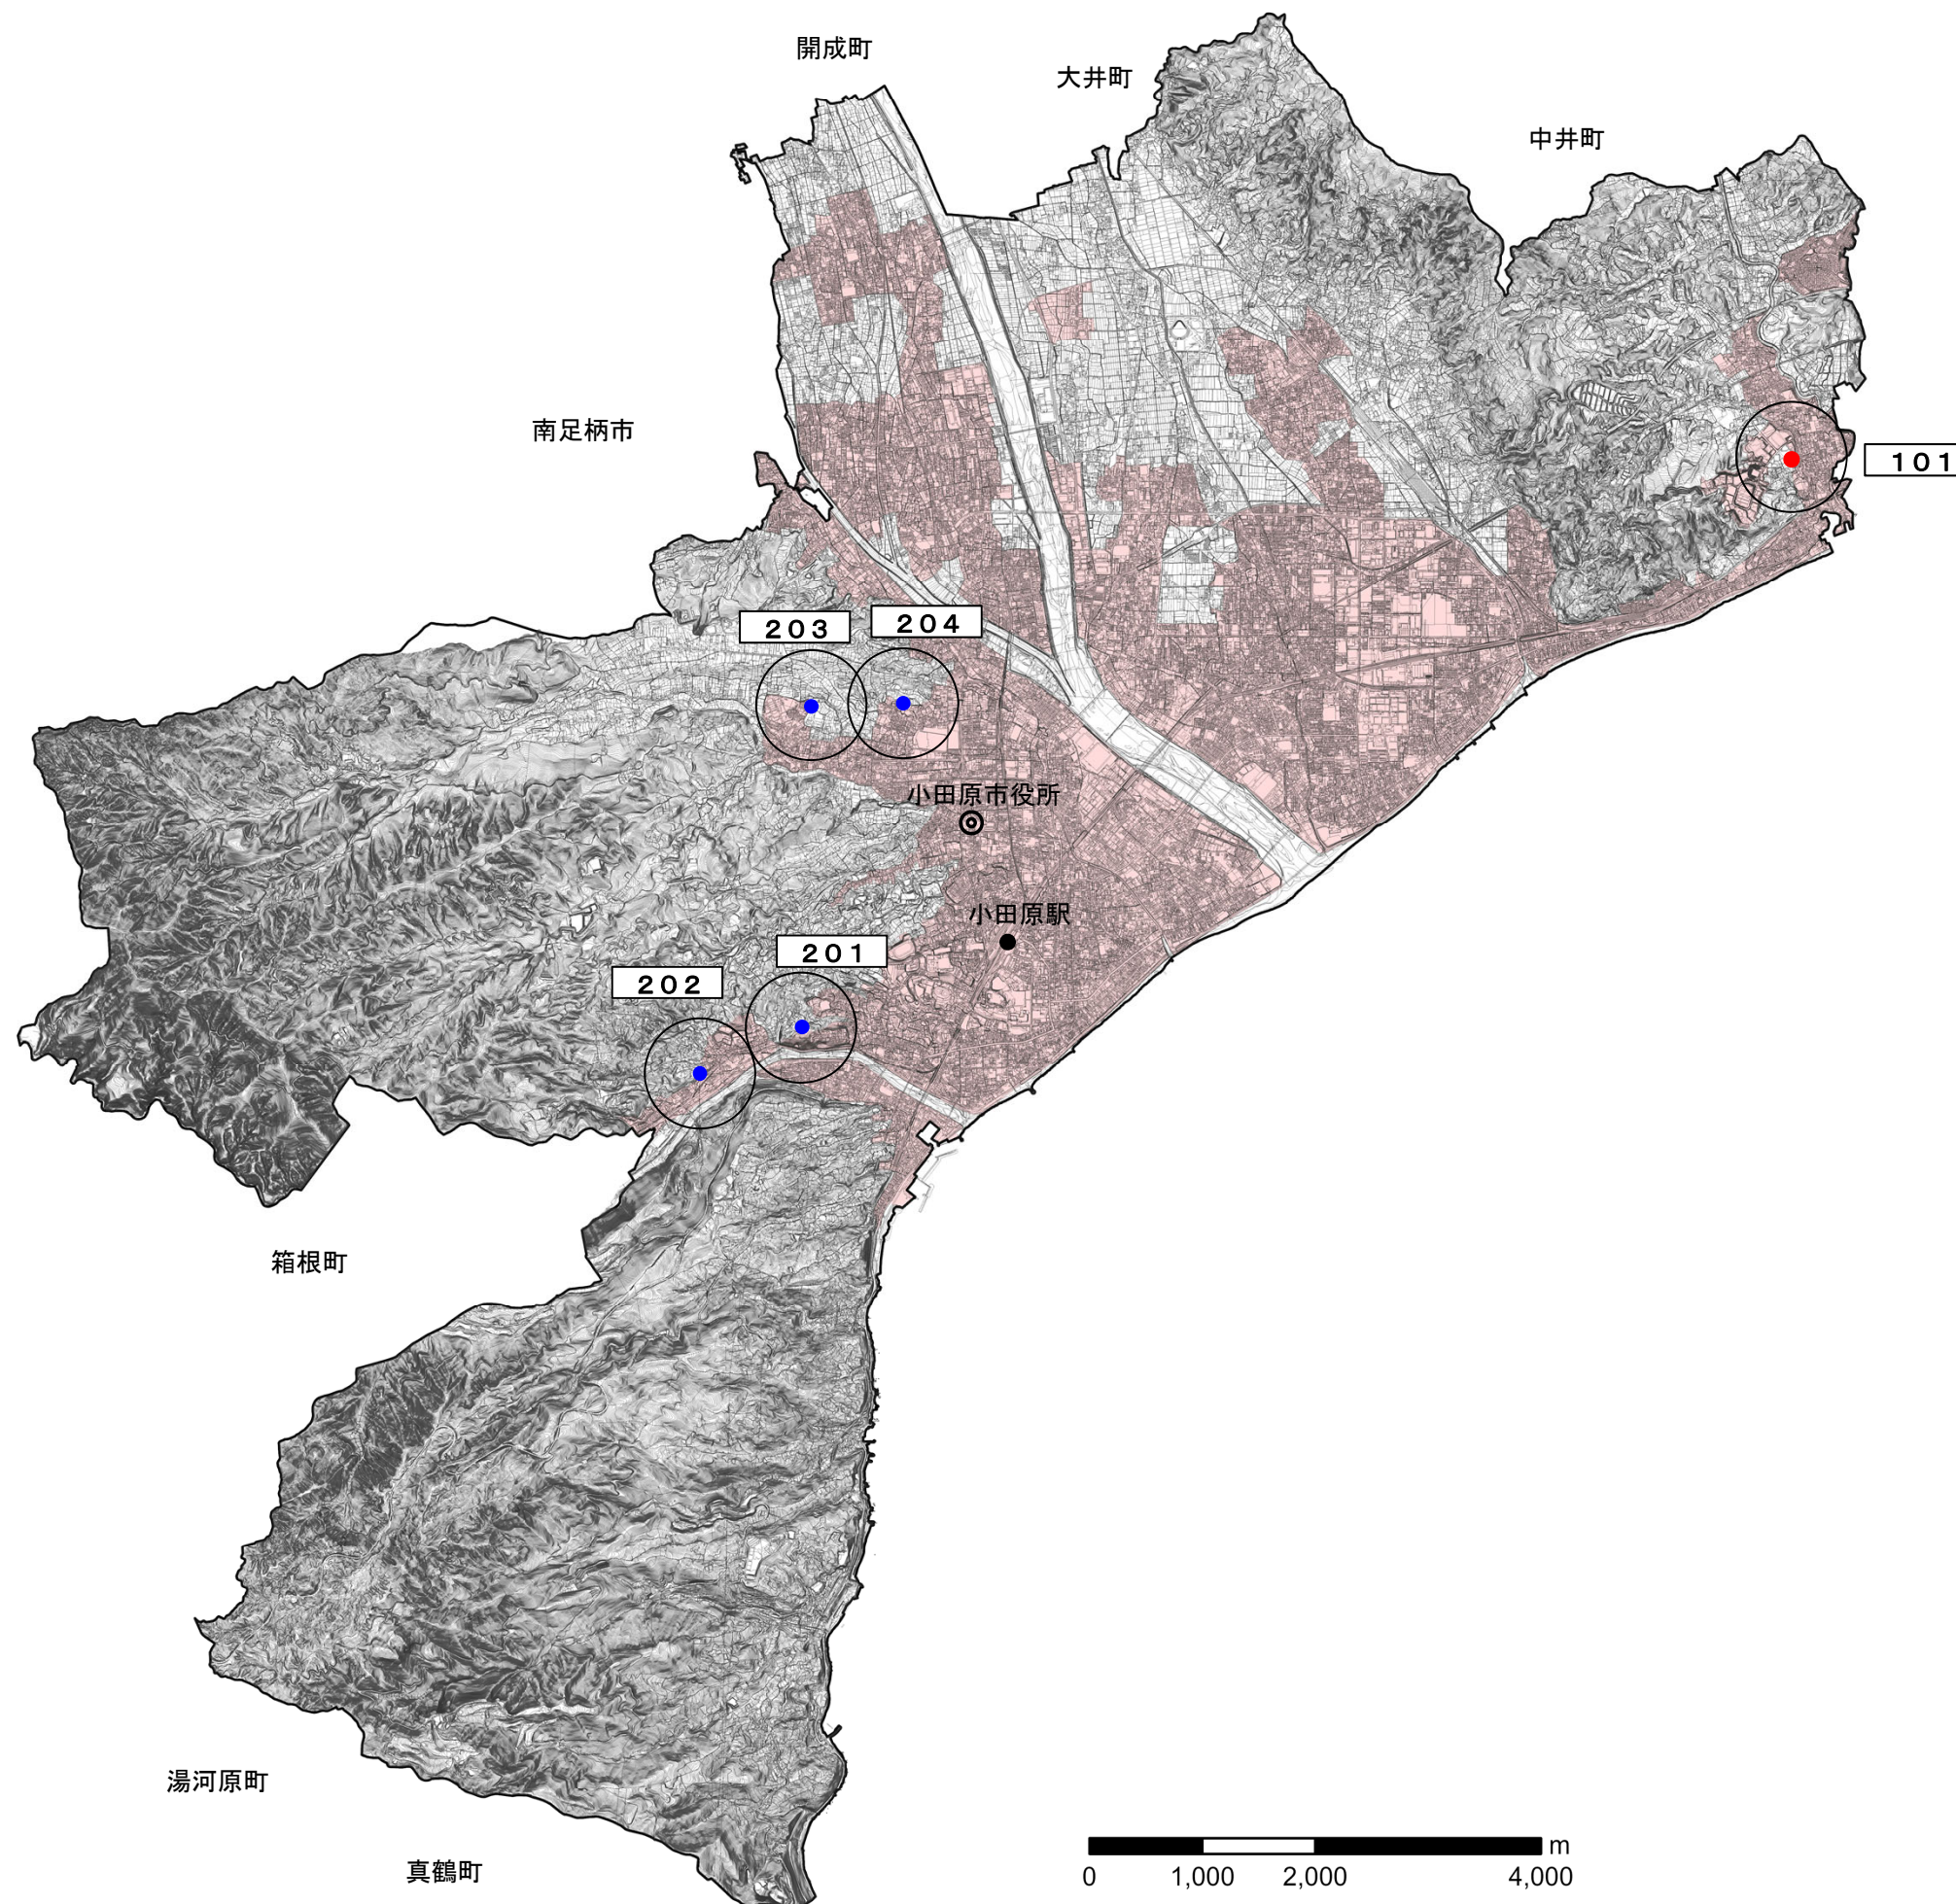 開成町
大井町
中井町
南足柄市
101
203
204
小田原市役所
小田原駅
201
202
箱根町
湯河原町
真鶴町
m
0 1,000 2,000 4,000